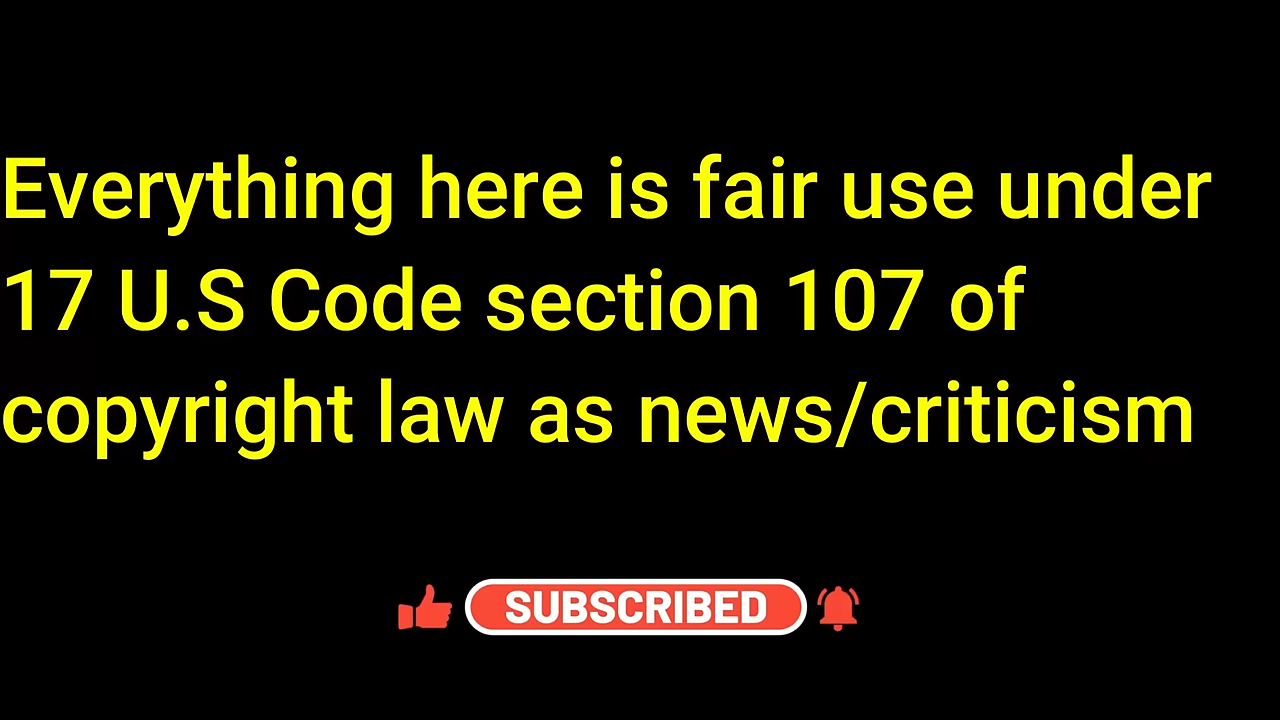 Everything here is fair use under
17 U.S Code section 107 of
copyright law as news/criticism
SUBSCRIBED